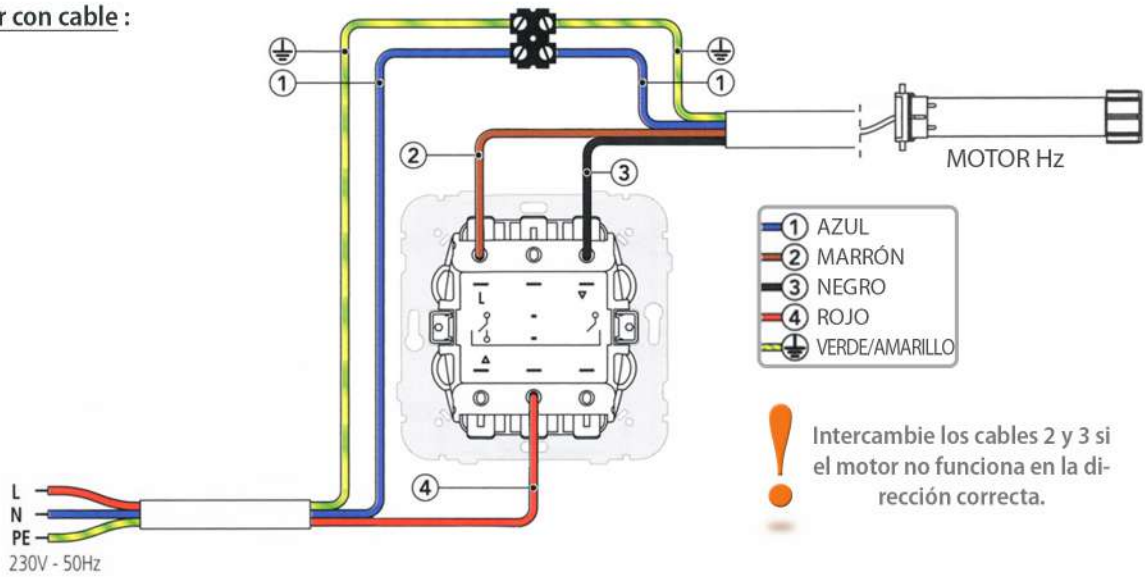 r con cable :
1
1
2
3
MOTOR Hz
1 AZUL
2 MARRÓN
3 NEGRO
4 ROJO
VERDE/AMARILLO
L
Intercambie los cables 2 y 3 si
el motor no funciona en la di-
rección correcta.
4
L
N
PE
230V - 50Hz